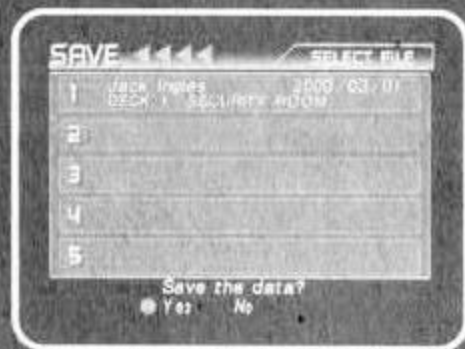 SAVE
SELECT FILE
1 Jack Ingles 2000/03/01
DECK 1 SECURITY ROOM
2
3
4
5
Save the data?
Yes No